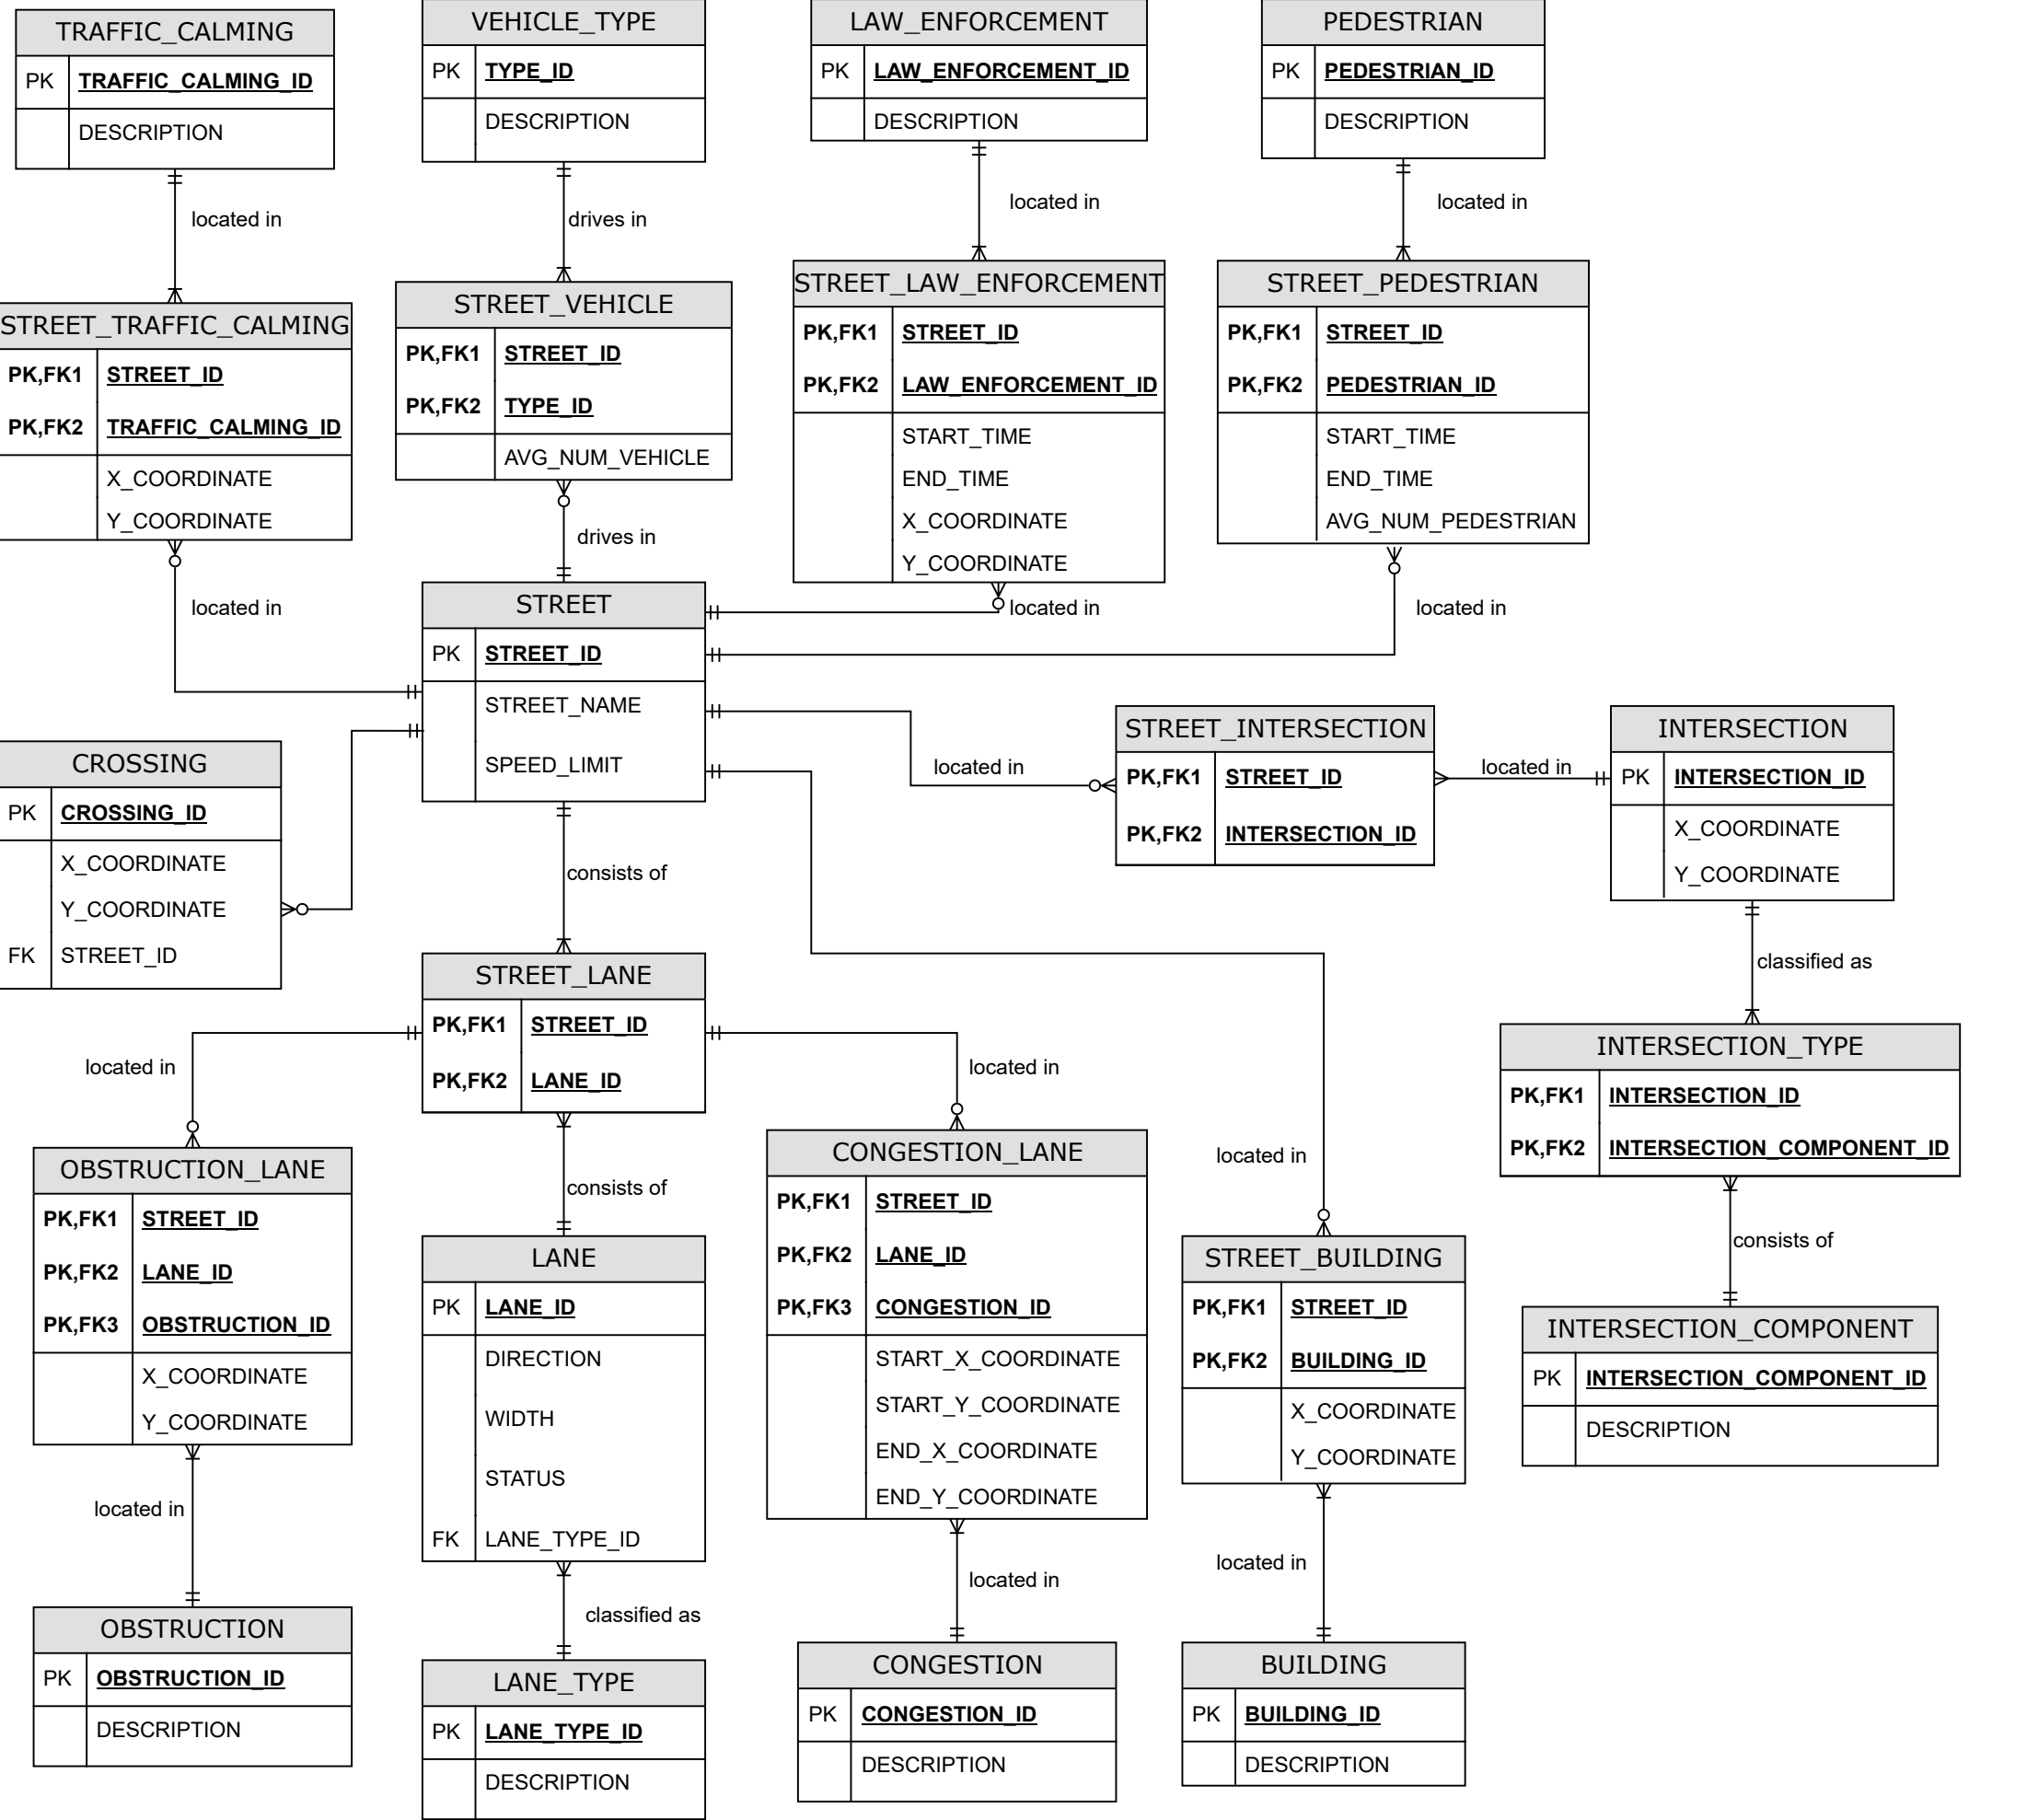 TRAFFIC_CALMING
PK TRAFFIC_CALMING_ID
DESCRIPTION
VEHICLE_TYPE
PK TYPE_ID
DESCRIPTION
LAW_ENFORCEMENT
PK LAW_ENFORCEMENT_ID
DESCRIPTION
PEDESTRIAN
PK PEDESTRIAN_ID
DESCRIPTION
located in
drives in
located in
located in
STREET_TRAFFIC_CALMING
PK,FK1 STREET_ID
PK,FK2 TRAFFIC_CALMING_ID
X_COORDINATE
Y_COORDINATE
STREET_VEHICLE
PK,FK1 STREET_ID
PK,FK2 TYPE_ID
AVG_NUM_VEHICLE
STREET_LAW_ENFORCEMENT
PK,FK1 STREET_ID
PK,FK2 LAW_ENFORCEMENT_ID
START_TIME
END_TIME
X_COORDINATE
Y_COORDINATE
STREET_PEDESTRIAN
PK,FK1 STREET_ID
PK,FK2 PEDESTRIAN_ID
START_TIME
END_TIME
AVG_NUM_PEDESTRIAN
located in
drives in
located in
located in
STREET
PK STREET_ID
STREET_NAME
SPEED_LIMIT
CROSSING
PK CROSSING_ID
X_COORDINATE
Y_COORDINATE
FK STREET_ID
located in
STREET_INTERSECTION
PK,FK1 STREET_ID
PK,FK2 INTERSECTION_ID
located in
INTERSECTION
PK INTERSECTION_ID
X_COORDINATE
Y_COORDINATE
consists of
classified as
STREET_LANE
PK,FK1 STREET_ID
PK,FK2 LANE_ID
located in
located in
INTERSECTION_TYPE
PK,FK1 INTERSECTION_ID
PK,FK2 INTERSECTION_COMPONENT_ID
OBSTRUCTION_LANE
PK,FK1 STREET_ID
PK,FK2 LANE_ID
PK,FK3 OBSTRUCTION_ID
X_COORDINATE
Y_COORDINATE
consists of
CONGESTION_LANE
PK,FK1 STREET_ID
PK,FK2 LANE_ID
PK,FK3 CONGESTION_ID
START_X_COORDINATE
START_Y_COORDINATE
END_X_COORDINATE
END_Y_COORDINATE
located in
consists of
LANE
PK LANE_ID
DIRECTION
WIDTH
STATUS
FK LANE_TYPE_ID
STREET_BUILDING
PK,FK1 STREET_ID
PK,FK2 BUILDING_ID
X_COORDINATE
Y_COORDINATE
INTERSECTION_COMPONENT
PK INTERSECTION_COMPONENT_ID
DESCRIPTION
located in
classified as
located in
located in
OBSTRUCTION
PK OBSTRUCTION_ID
DESCRIPTION
LANE_TYPE
PK LANE_TYPE_ID
DESCRIPTION
CONGESTION
PK CONGESTION_ID
DESCRIPTION
BUILDING
PK BUILDING_ID
DESCRIPTION